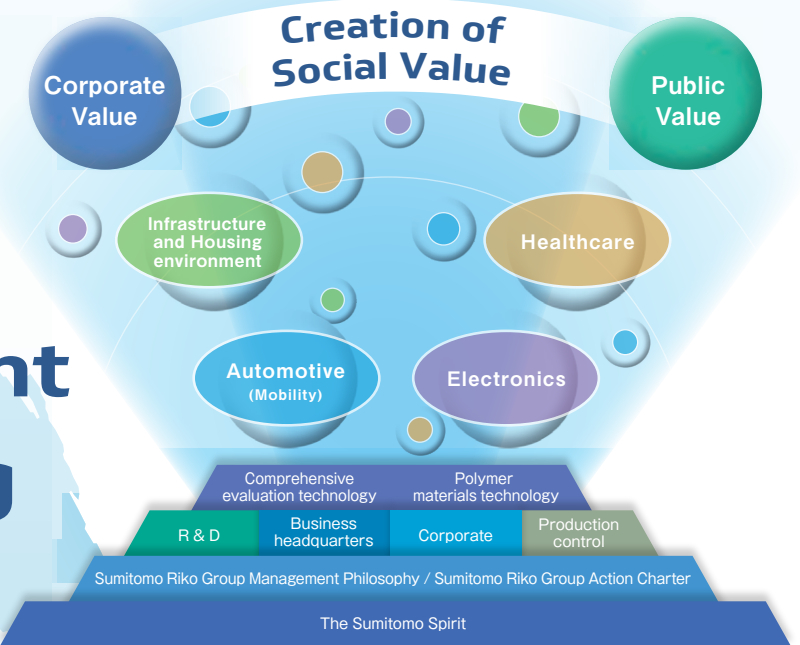 Creation of
Social Value
Corporate
Value
Public
Value
Infrastructure
and Housing
environment
Healthcare
nt
Automotive
(Mobility)
Electronics
g
Comprehensive
evaluation technology
Polymer
materials technology
R & D
Business
headquarters
Corporate
Production
control
Sumitomo Riko Group Management Philosophy / Sumitomo Riko Group Action Charter
The Sumitomo Spirit